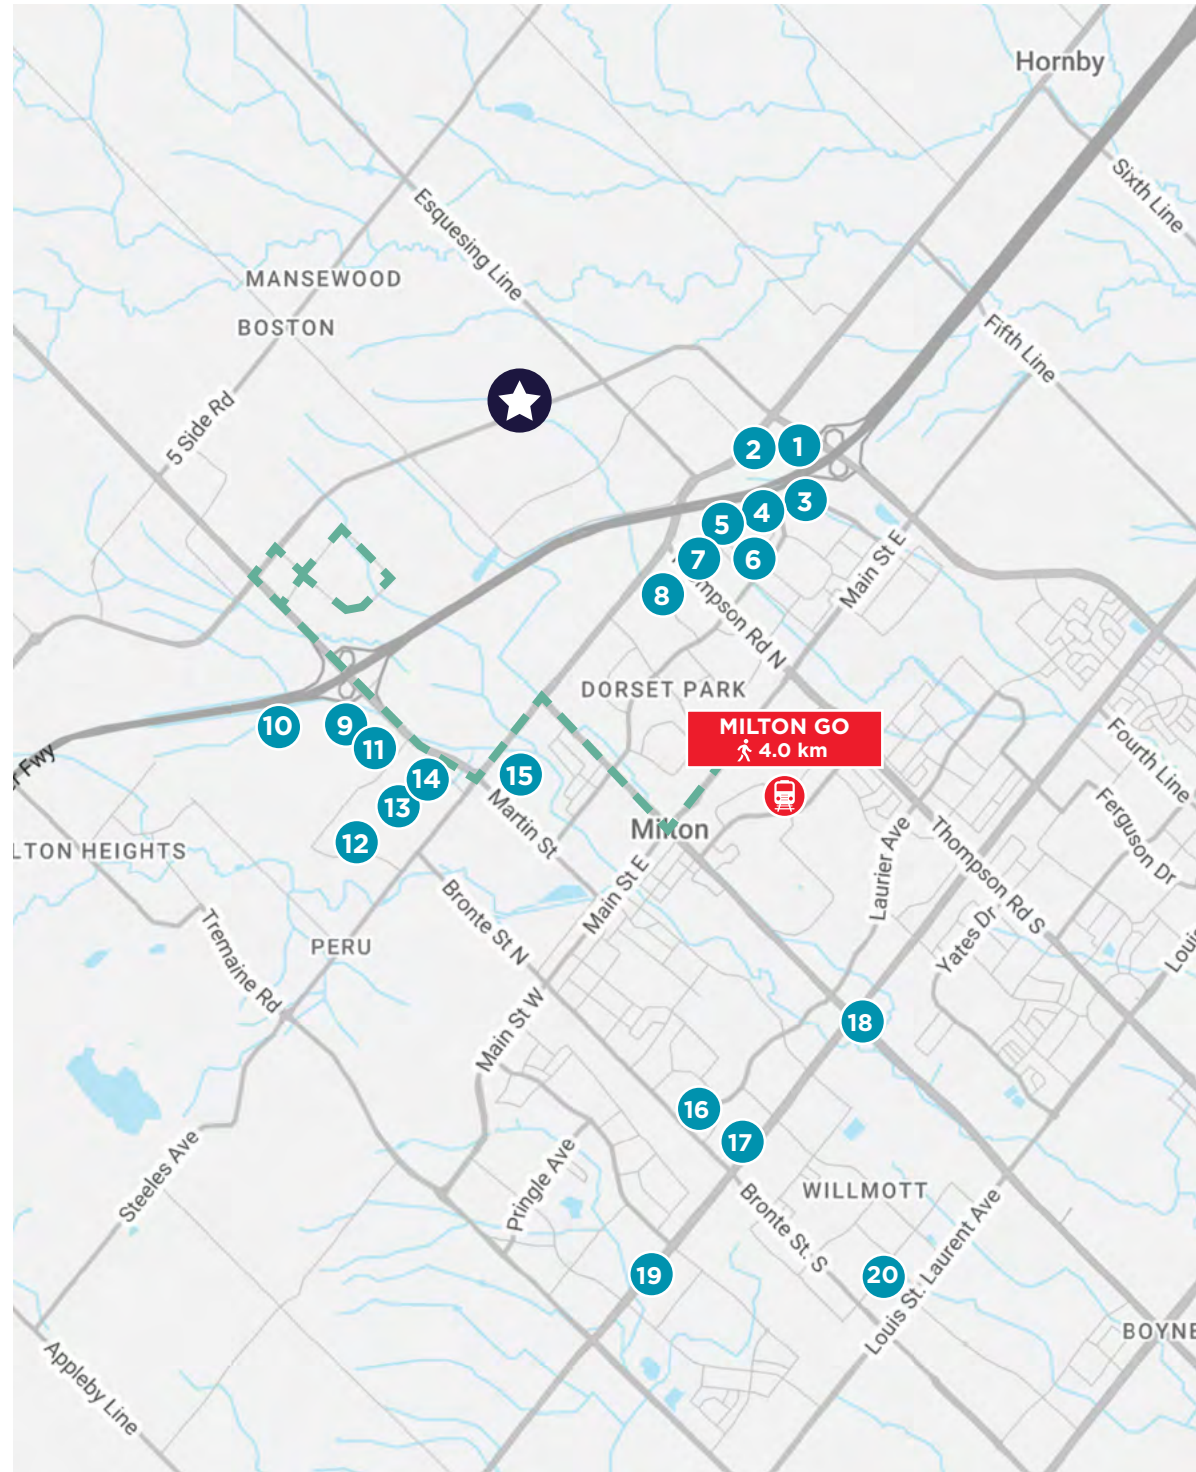 Hornby
Sixth Line
Esquesing Line
MANSEWOOD
BOSTON
Fifth Line
5 Side Rd
1
2
3
4
5
6
7
8
Main St E
mpson Rd N
DORSET PARK
MILTON GO
4.0 km
9
10
11
12
13
14
15
Fwy
Martin St
Milton
Fourth Line
Ferguson Dr
LTON HEIGHTS
Laurier Ave
Thompson Rd S
Main St E
Bronte St N
Tremaine Rd
PERU
Yates Dr
Louis
Main St W
18
16
17
Steeles Ave
Pringle Ave
WILLMOTT
Bronte St. S
19
20
Louis St. Laurent Ave
BOYNE
Appleby Line